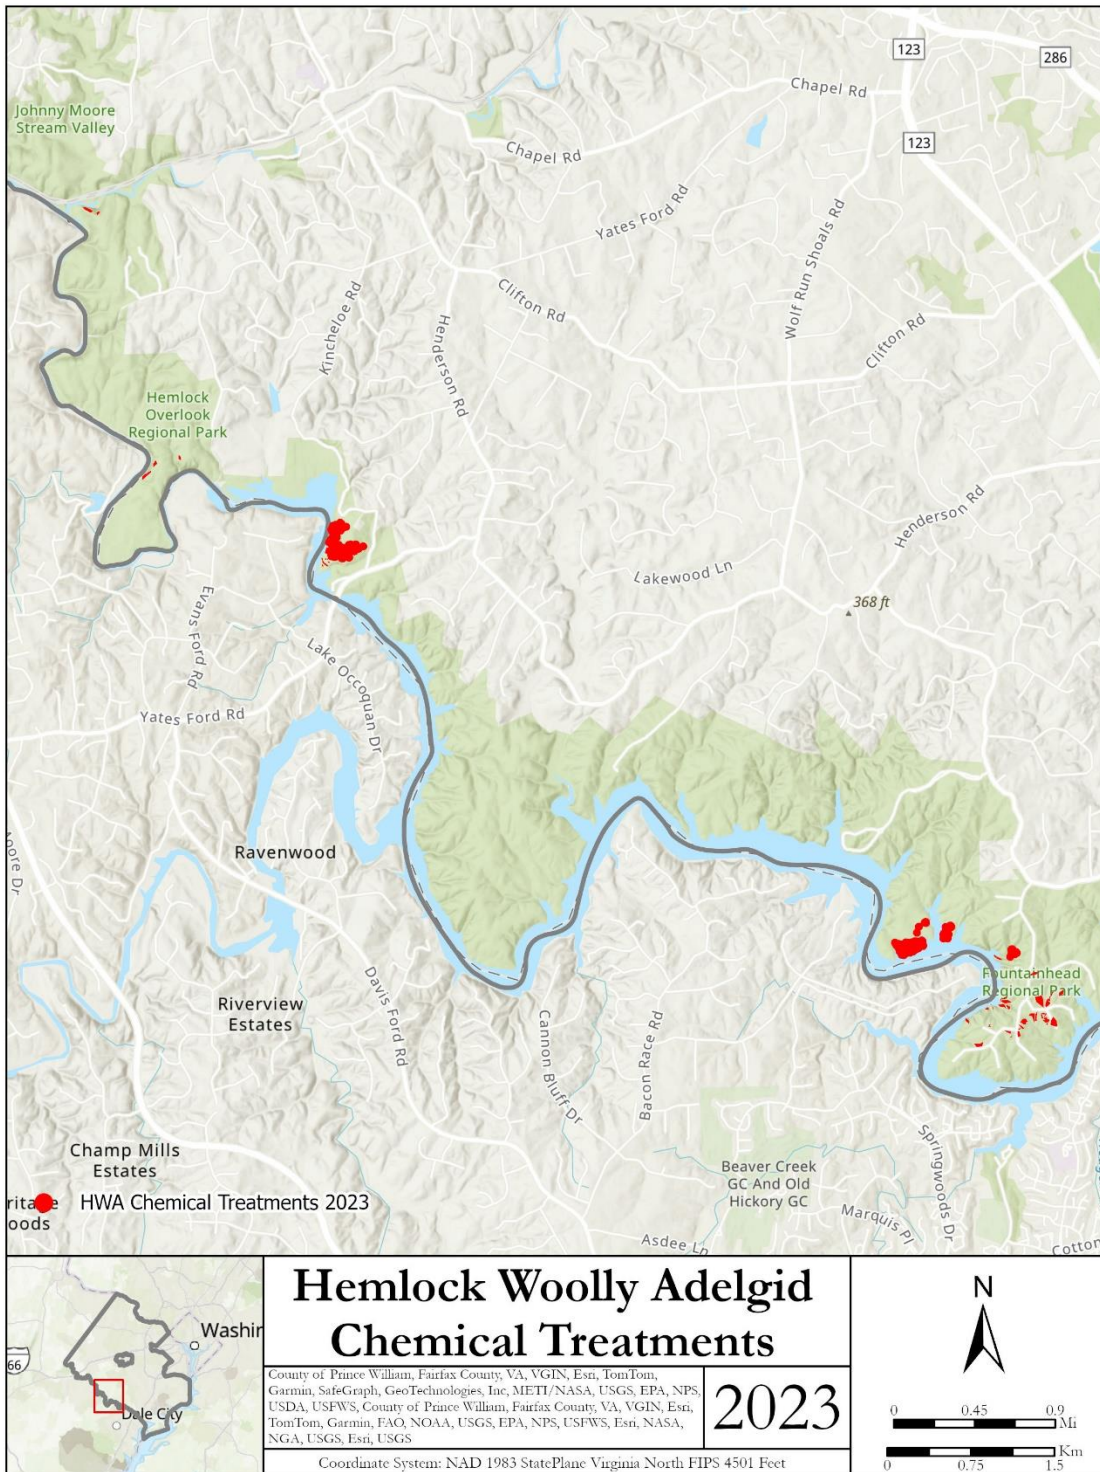 123
286
Chapel Rd
Johnny Moore
Stream Valley
123
Chapel Rd
Yates Ford Rd
Wolf Run Shoals Rd
Clifton Rd
Kincheloe Rd
Henderson Rd
Clifton Rd
Hemlock
Overlook
Regional Park
Henderson Rd
Lakewood Ln
368 ft
Evans Ford Rd
Lake Occoquan Dr
Yates Ford Rd
Moore Dr
Ravenwood
Riverview
Estates
Davis Ford Rd
Cannon Bluff Dr
Bacon Race Rd
Fountainhead
Regional Park
Springwoods Dr
Champ Mills
Estates
Beaver Creek
GC And Old
Hickory GC
Marquis Pl
HWA Chemical Treatments 2023
oods
Asdee Ln
Cotton
66
Washin
Dale City
Hemlock Woolly Adelgid
Chemical Treatments
County of Prince William, Fairfax County, VA, VGIN, Esri, TomTom,
Garmin, SafeGraph, GeoTechnologies, Inc, METI/NASA, USGS, EPA, NPS,
USDA, USFWS, County of Prince William, Fairfax County, VA, VGIN, Esri,
TomTom, Garmin, FAO, NOAA, USGS, EPA, NPS, USFWS, Esri, NASA,
NGA, USGS, Esri, USGS
2023
Coordinate System: NAD 1983 StatePlane Virginia North FIPS 4501 Feet
N
0 0.45 0.9
Mi
Km
0 0.75 1.5